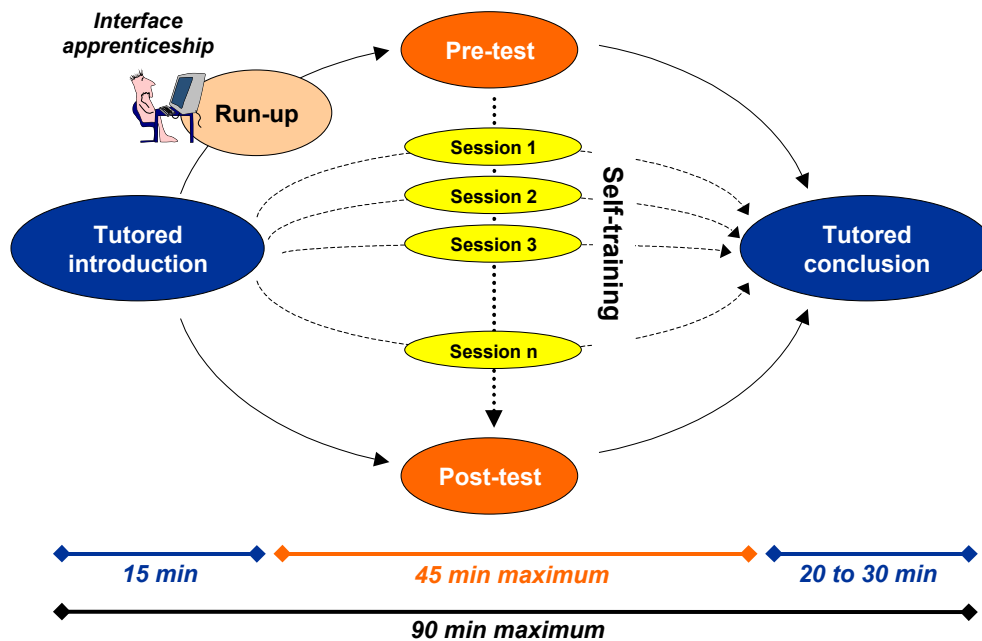 Interface
apprenticeship
Pre-test
Run-up
Session 1
Session 2
Session 3
Session n
Self-training
Tutored
introduction
Tutored
conclusion
Post-test
15 min
45 min maximum
20 to 30 min
90 min maximum